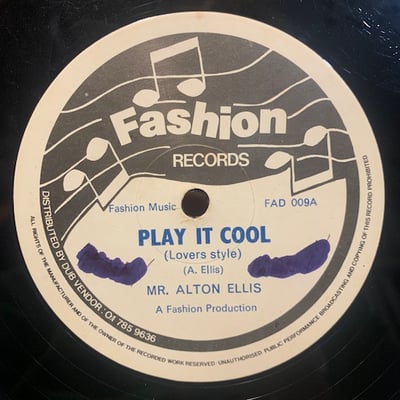 Fashion
RECORDS
Fashion Music
FAD 009A
PLAY IT COOL
(Lovers style)
(A. Ellis)
MR. ALTON ELLIS
A Fashion Production
DISTRIBUTED BY DUB VENDOR: 01 785 9636
ALL RIGHTS OF THE MANUFACTURER AND OF THE OWNER OF THE RECORDED WORK RESERVED · UNAUTHORISED PUBLIC PERFORMANCE BROADCASTING AND COPYING OF THIS RECORD PROHIBITED